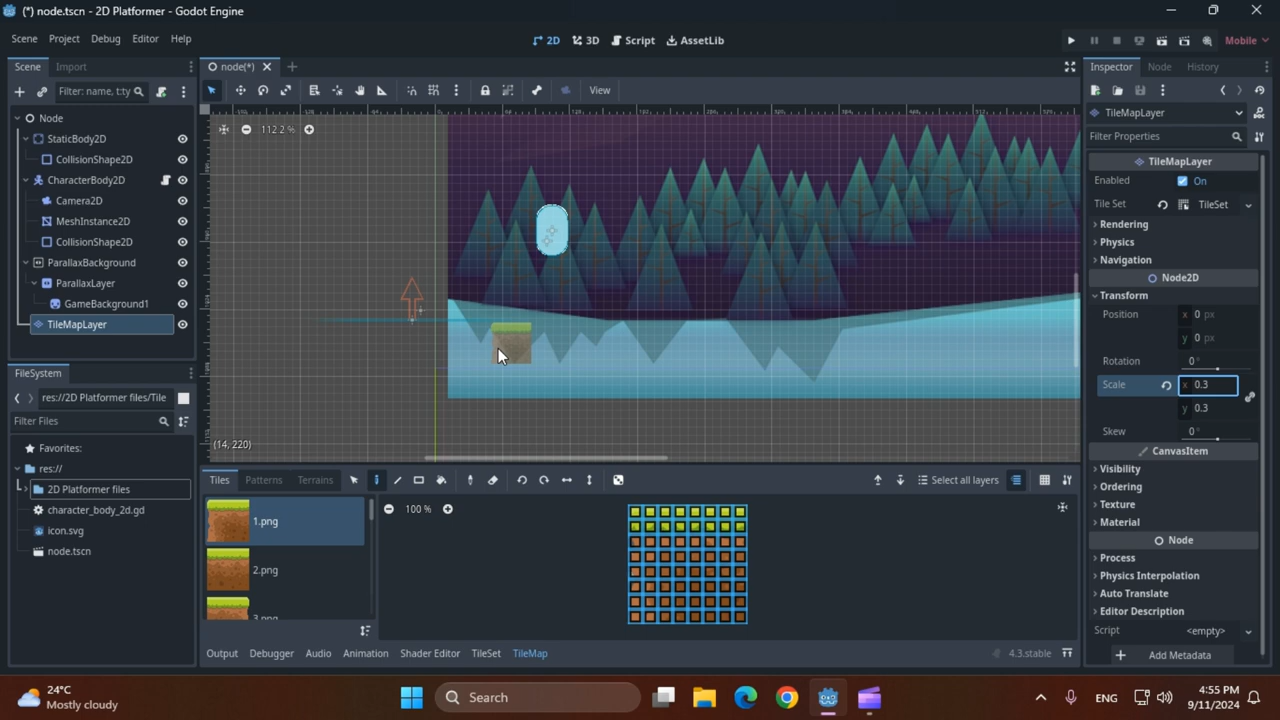 (*) node.tscn - 2D Platformer - Godot Engine
Scene Project Debug Editor Help
2D 3D Script AssetLib
Mobile
Scene Import
node(*)
Inspector Node History
Filter: name, t:ty
View
Node
StaticBody2D
CollisionShape2D
CharacterBody2D
Camera2D
MeshInstance2D
CollisionShape2D
ParallaxBackground
ParallaxLayer
GameBackground1
TileMapLayer
112.2 %
(14, 220)
TileMapLayer
Filter Properties
TileMapLayer
Enabled On
Tile Set TileSet
Rendering
Physics
Navigation
Node2D
Transform
Position x 0 px
y 0 px
Rotation 0 °
Scale x 0.3
y 0.3
Skew 0 °
CanvasItem
Visibility
Ordering
Texture
Material
Node
Process
Physics Interpolation
Auto Translate
Editor Description
Script <empty>
Add Metadata
FileSystem
res://2D Platformer files/Tile
Filter Files
Favorites:
res://
2D Platformer files
character_body_2d.gd
icon.svg
node.tscn
Tiles Patterns Terrains
Select all layers
1.png
2.png
3.png
100 %
Output Debugger Audio Animation Shader Editor TileSet TileMap
4.3.stable
24°C
Mostly cloudy
Search
ENG
4:55 PM
9/11/2024